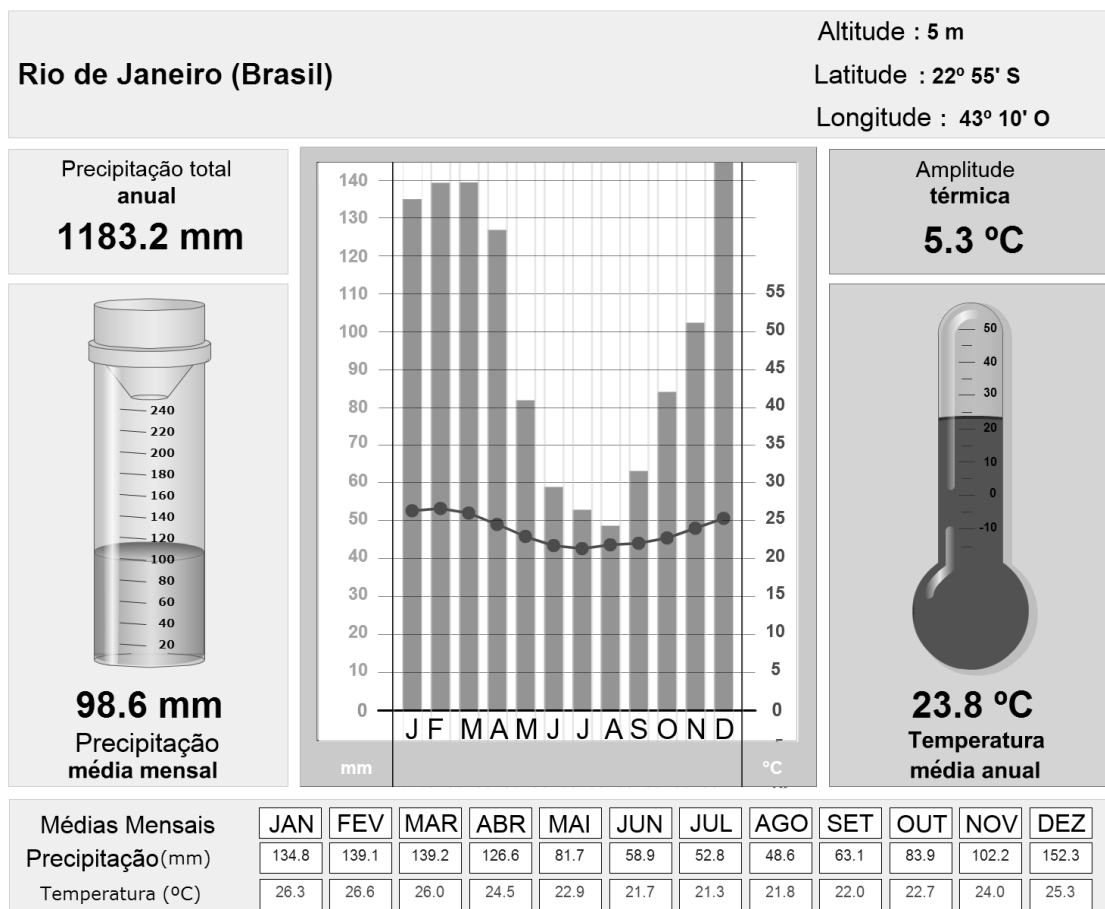 Rio de Janeiro (Brasil)
Altitude : 5 m
Latitude : 22º 55' S
Longitude : 43º 10' O
Precipitação total
anual
1183.2 mm
240
220
200
180
160
140
120
100
80
60
40
20
98.6 mm
Precipitação
média mensal
140
130
120
110
100
90
80
70
60
50
40
30
20
10
0
55
50
45
40
35
30
25
20
15
10
5
0
J F M A M J J A S O N D
mm
ºC
Amplitude
térmica
5.3 ºC
50
40
30
20
10
0
-10
23.8 ºC
Temperatura
média anual
Médias Mensais JAN FEV MAR ABR MAI JUN JUL AGO SET OUT NOV DEZ
Precipitação(mm) 134.8 139.1 139.2 126.6 81.7 58.9 52.8 48.6 63.1 83.9 102.2 152.3
Temperatura (ºC) 26.3 26.6 26.0 24.5 22.9 21.7 21.3 21.8 22.0 22.7 24.0 25.3